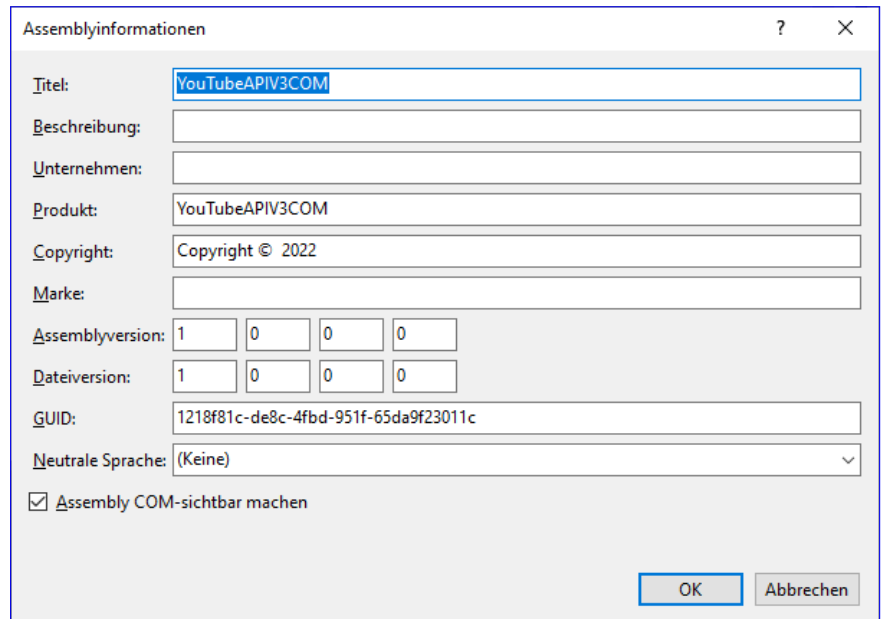 Assemblyinformationen ?
Titel: YouTubeAPIV3COM
Beschreibung:
Unternehmen:
Produkt: YouTubeAPIV3COM
Copyright: Copyright © 2022
Marke:
Assemblyversion: 1 0 0 0
Dateiversion: 1 0 0 0
GUID: 1218f81c-de8c-4fbd-951f-65da9f23011c
Neutrale Sprache: (Keine)
Assembly COM-sichtbar machen
OK Abbrechen